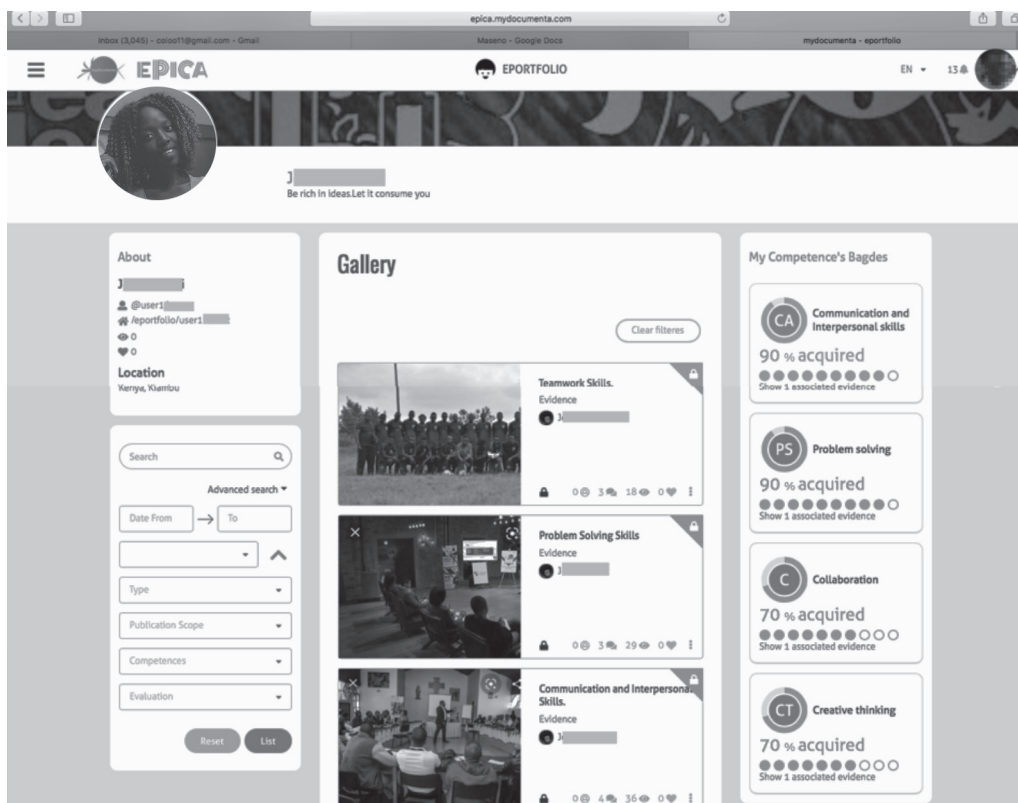 epica.mydocumenta.com
Inbox (3,045) - coloo11@gmail.com - Gmail
Maseno - Google Docs
mydocumenta - eportfolio
EPICA
EPORTFOLIO
EN
13
J
Be rich in ideas.Let it consume you
About
J
@user1
/eportfolio/user1
0
0
Location
Kenya, Kiambu
Search
Advanced search
Date From
To
Type
Publication Scope
Competences
Evaluation
Reset
List
Gallery
Clear filteres
Teamwork Skills.
Evidence
J
0 3 18 0
Problem Solving Skills
Evidence
J
0 3 29 0
Communication and Interpersona
Skills.
Evidence
J
0 4 36 0
My Competence's Bagdes
CA
Communication and
Interpersonal skills
90 % acquired
Show 1 associated evidence
PS
Problem solving
90 % acquired
Show 1 associated evidence
C
Collaboration
70 % acquired
Show 1 associated evidence
CT
Creative thinking
70 % acquired
Show 1 associated evidence